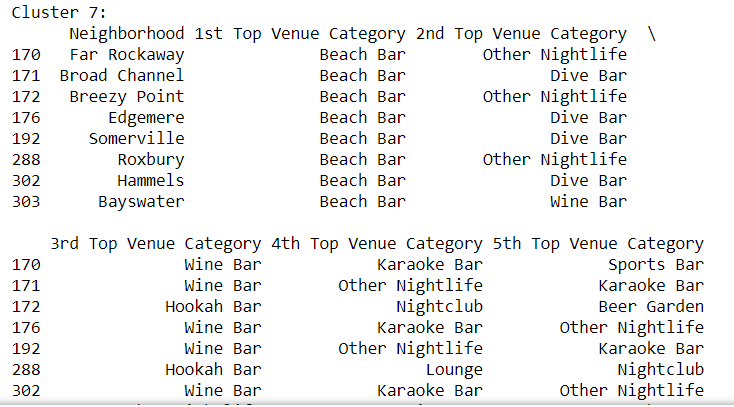 Cluster 7:
Neighborhood 1st Top Venue Category 2nd Top Venue Category \
170 Far Rockaway Beach Bar Other Nightlife
171 Broad Channel Beach Bar Dive Bar
172 Breezy Point Beach Bar Other Nightlife
176 Edgemere Beach Bar Dive Bar
192 Somerville Beach Bar Dive Bar
288 Roxbury Beach Bar Other Nightlife
302 Hammels Beach Bar Dive Bar
303 Bayswater Beach Bar Wine Bar
3rd Top Venue Category 4th Top Venue Category 5th Top Venue Category
170 Wine Bar Karaoke Bar Sports Bar
171 Wine Bar Other Nightlife Karaoke Bar
172 Hookah Bar Nightclub Beer Garden
176 Wine Bar Karaoke Bar Other Nightlife
192 Wine Bar Other Nightlife Karaoke Bar
288 Hookah Bar Lounge Nightclub
302 Wine Bar Karaoke Bar Other Nightlife